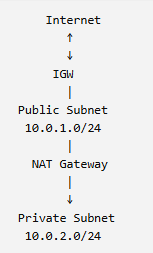 Internet
↑
↓
IGW
|
Public Subnet
10.0.1.0/24
|
NAT Gateway
|
↓
Private Subnet
10.0.2.0/24